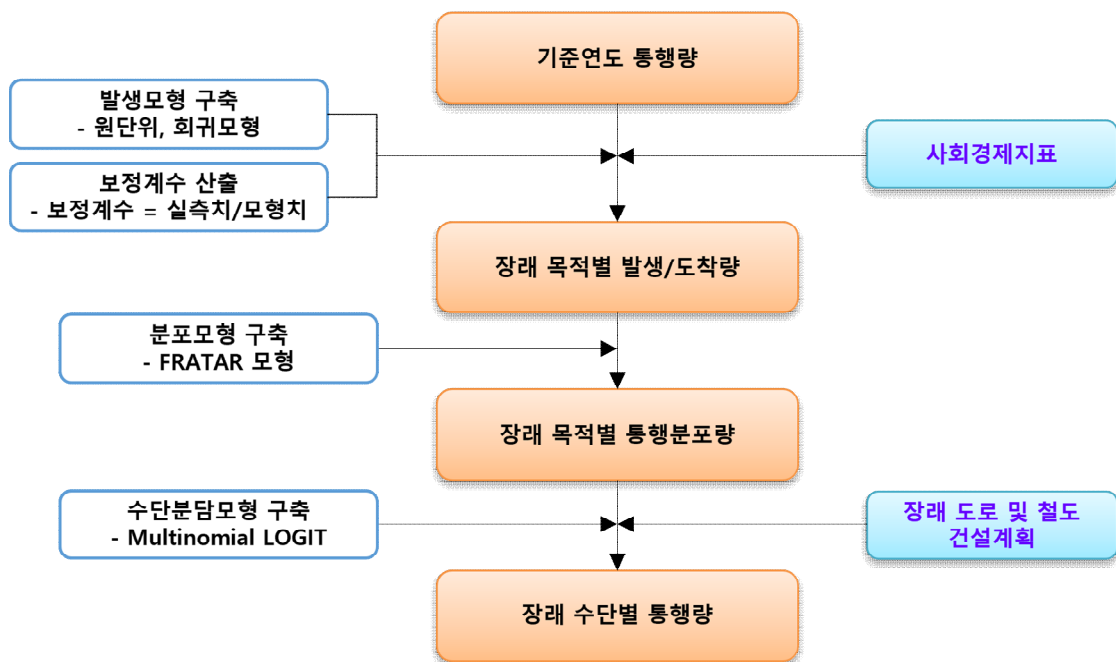 기준연도 통행량
발생모형 구축
- 원단위, 회귀모형
사회경제지표
보정계수 산출
- 보정계수 = 실측치/모형치
장래 목적별 발생/도착량
분포모형 구축
- FRATAR 모형
장래 목적별 통행분포량
수단분담모형 구축
- Multinomial LOGIT
장래 도로 및 철도
건설계획
장래 수단별 통행량